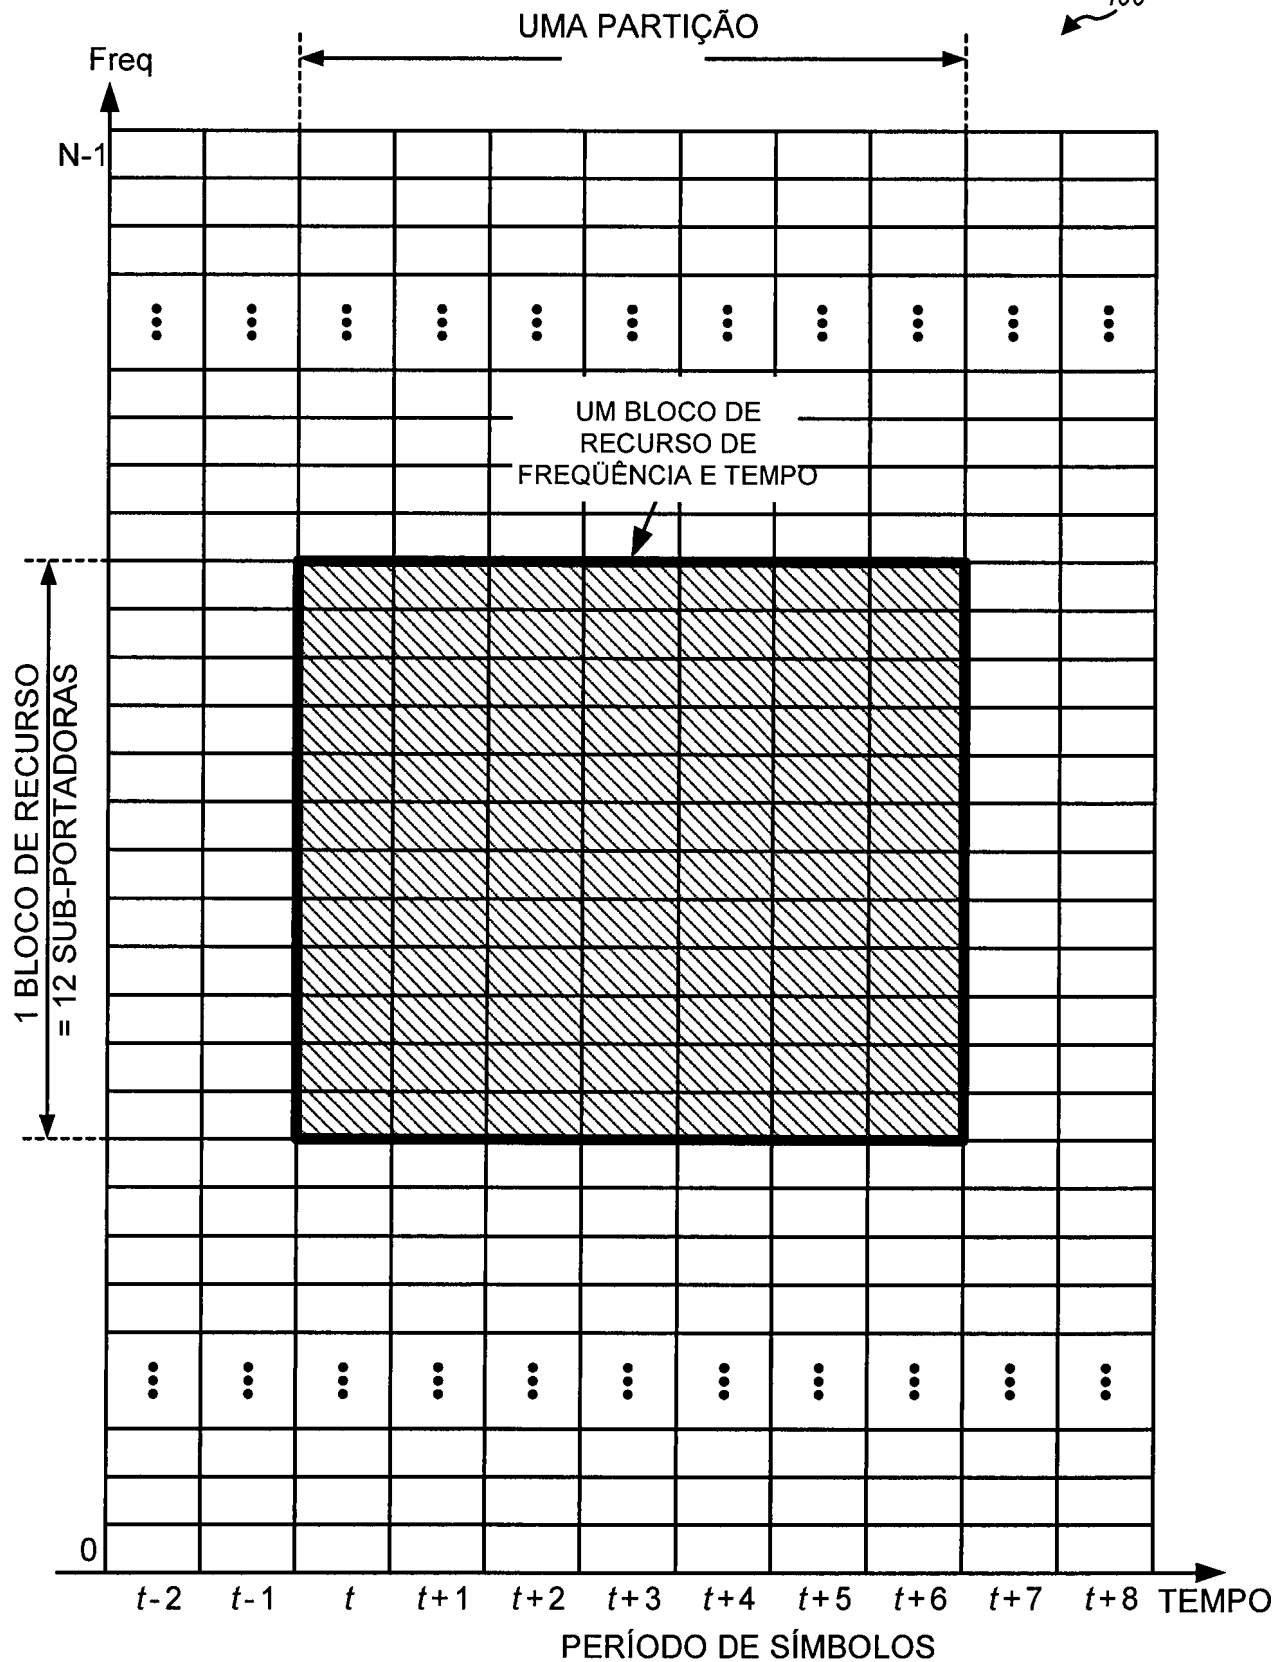 UMA PARTIÇÃO
Freq
N-1
UM BLOCO DE
RECURSO DE
FREQÜÊNCIA E TEMPO
1 BLOCO DE RECURSO
= 12 SUB-PORTADORAS
0
t-2 t-1 t t+1 t+2 t+3 t+4 t+5 t+6 t+7 t+8 TEMPO
PERÍODO DE SÍMBOLOS